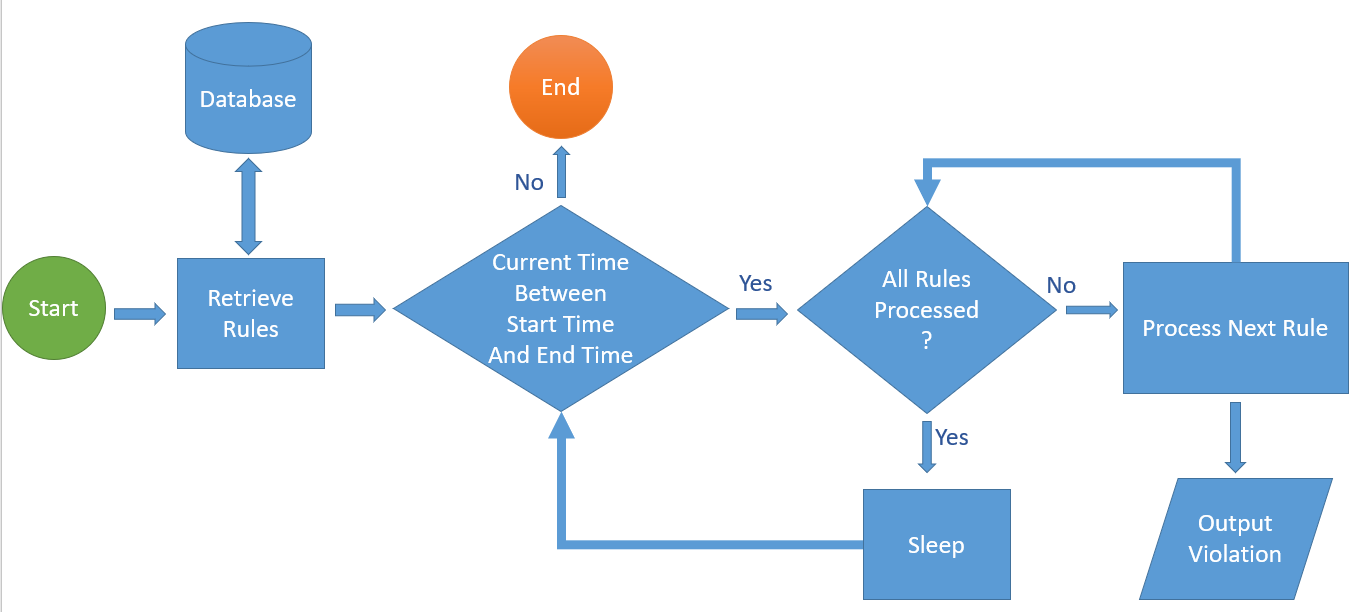 Database
End
No
Start
Retrieve
Rules
Current Time
Between
Start Time
And End Time
Yes
All Rules
Processed
?
No
Process Next Rule
Yes
Sleep
Output
Violation